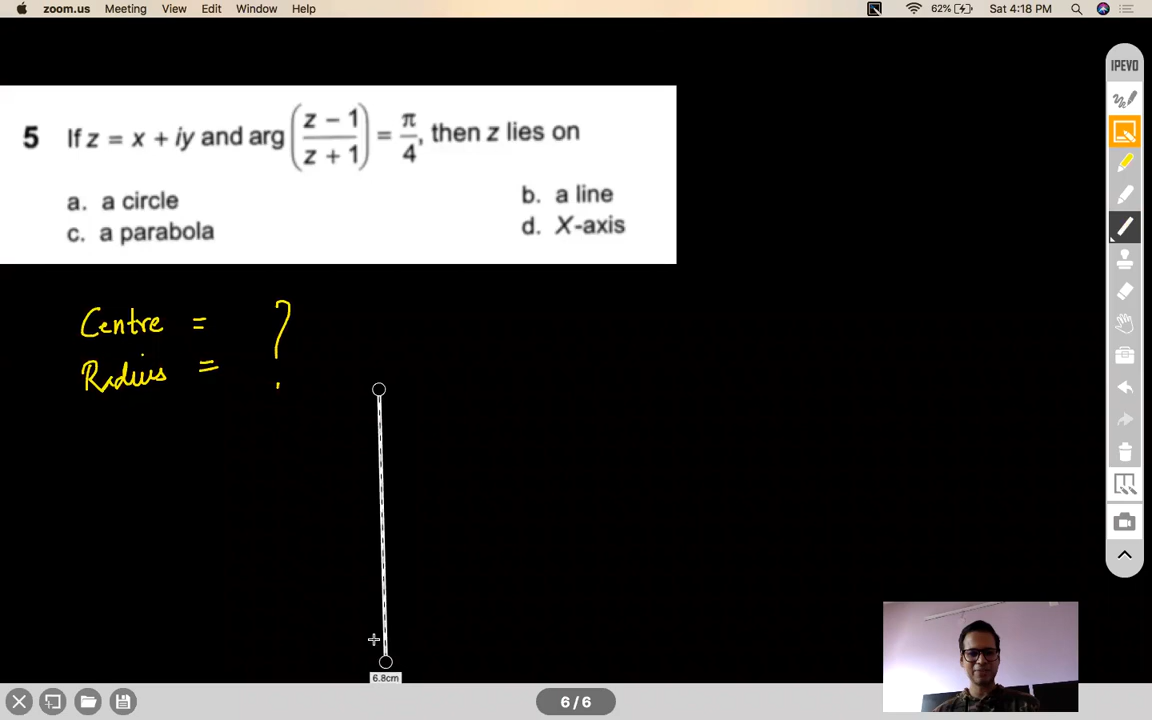 zoom.us Meeting View Edit Window Help 62% Sat 4:18 PM
IPEVO
5 If z = x + iy and arg ((z − 1)/(z + 1)) = π/4, then z lies on
a. a circle b. a line
c. a parabola d. X-axis
Centre = ?
Radius =
6.8cm
6 / 6